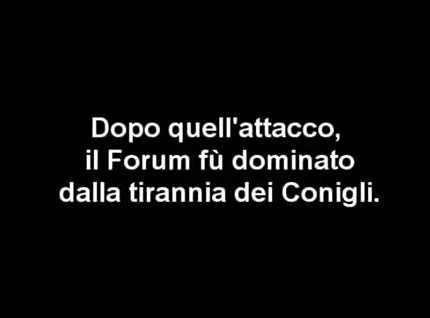 Dopo quell'attacco,
il Forum fù dominato
dalla tirannia dei Conigli.